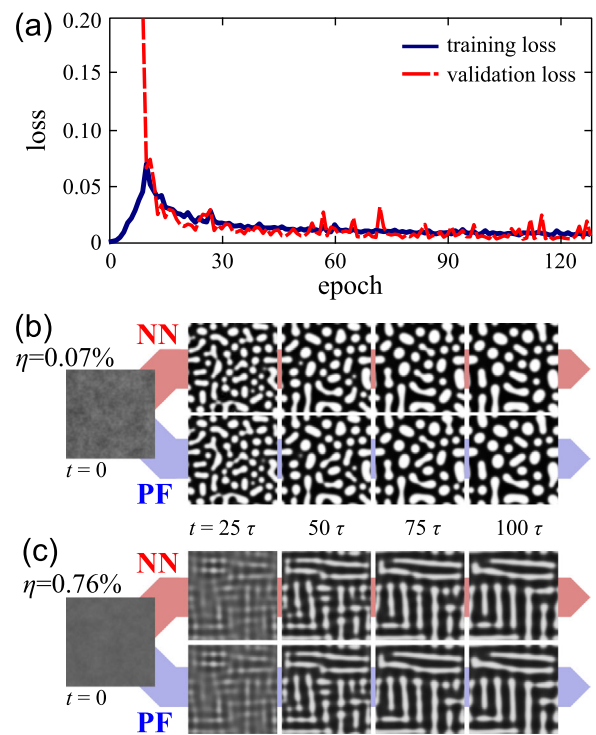 (a)
0.20
0.15
0.10
0.05
0
loss
training loss
validation loss
0 30 60 90 120
epoch
(b)
NN
η=0.07%
t = 0
PF
t = 25 τ 50 τ 75 τ 100 τ
(c)
NN
η=0.76%
t = 0
PF